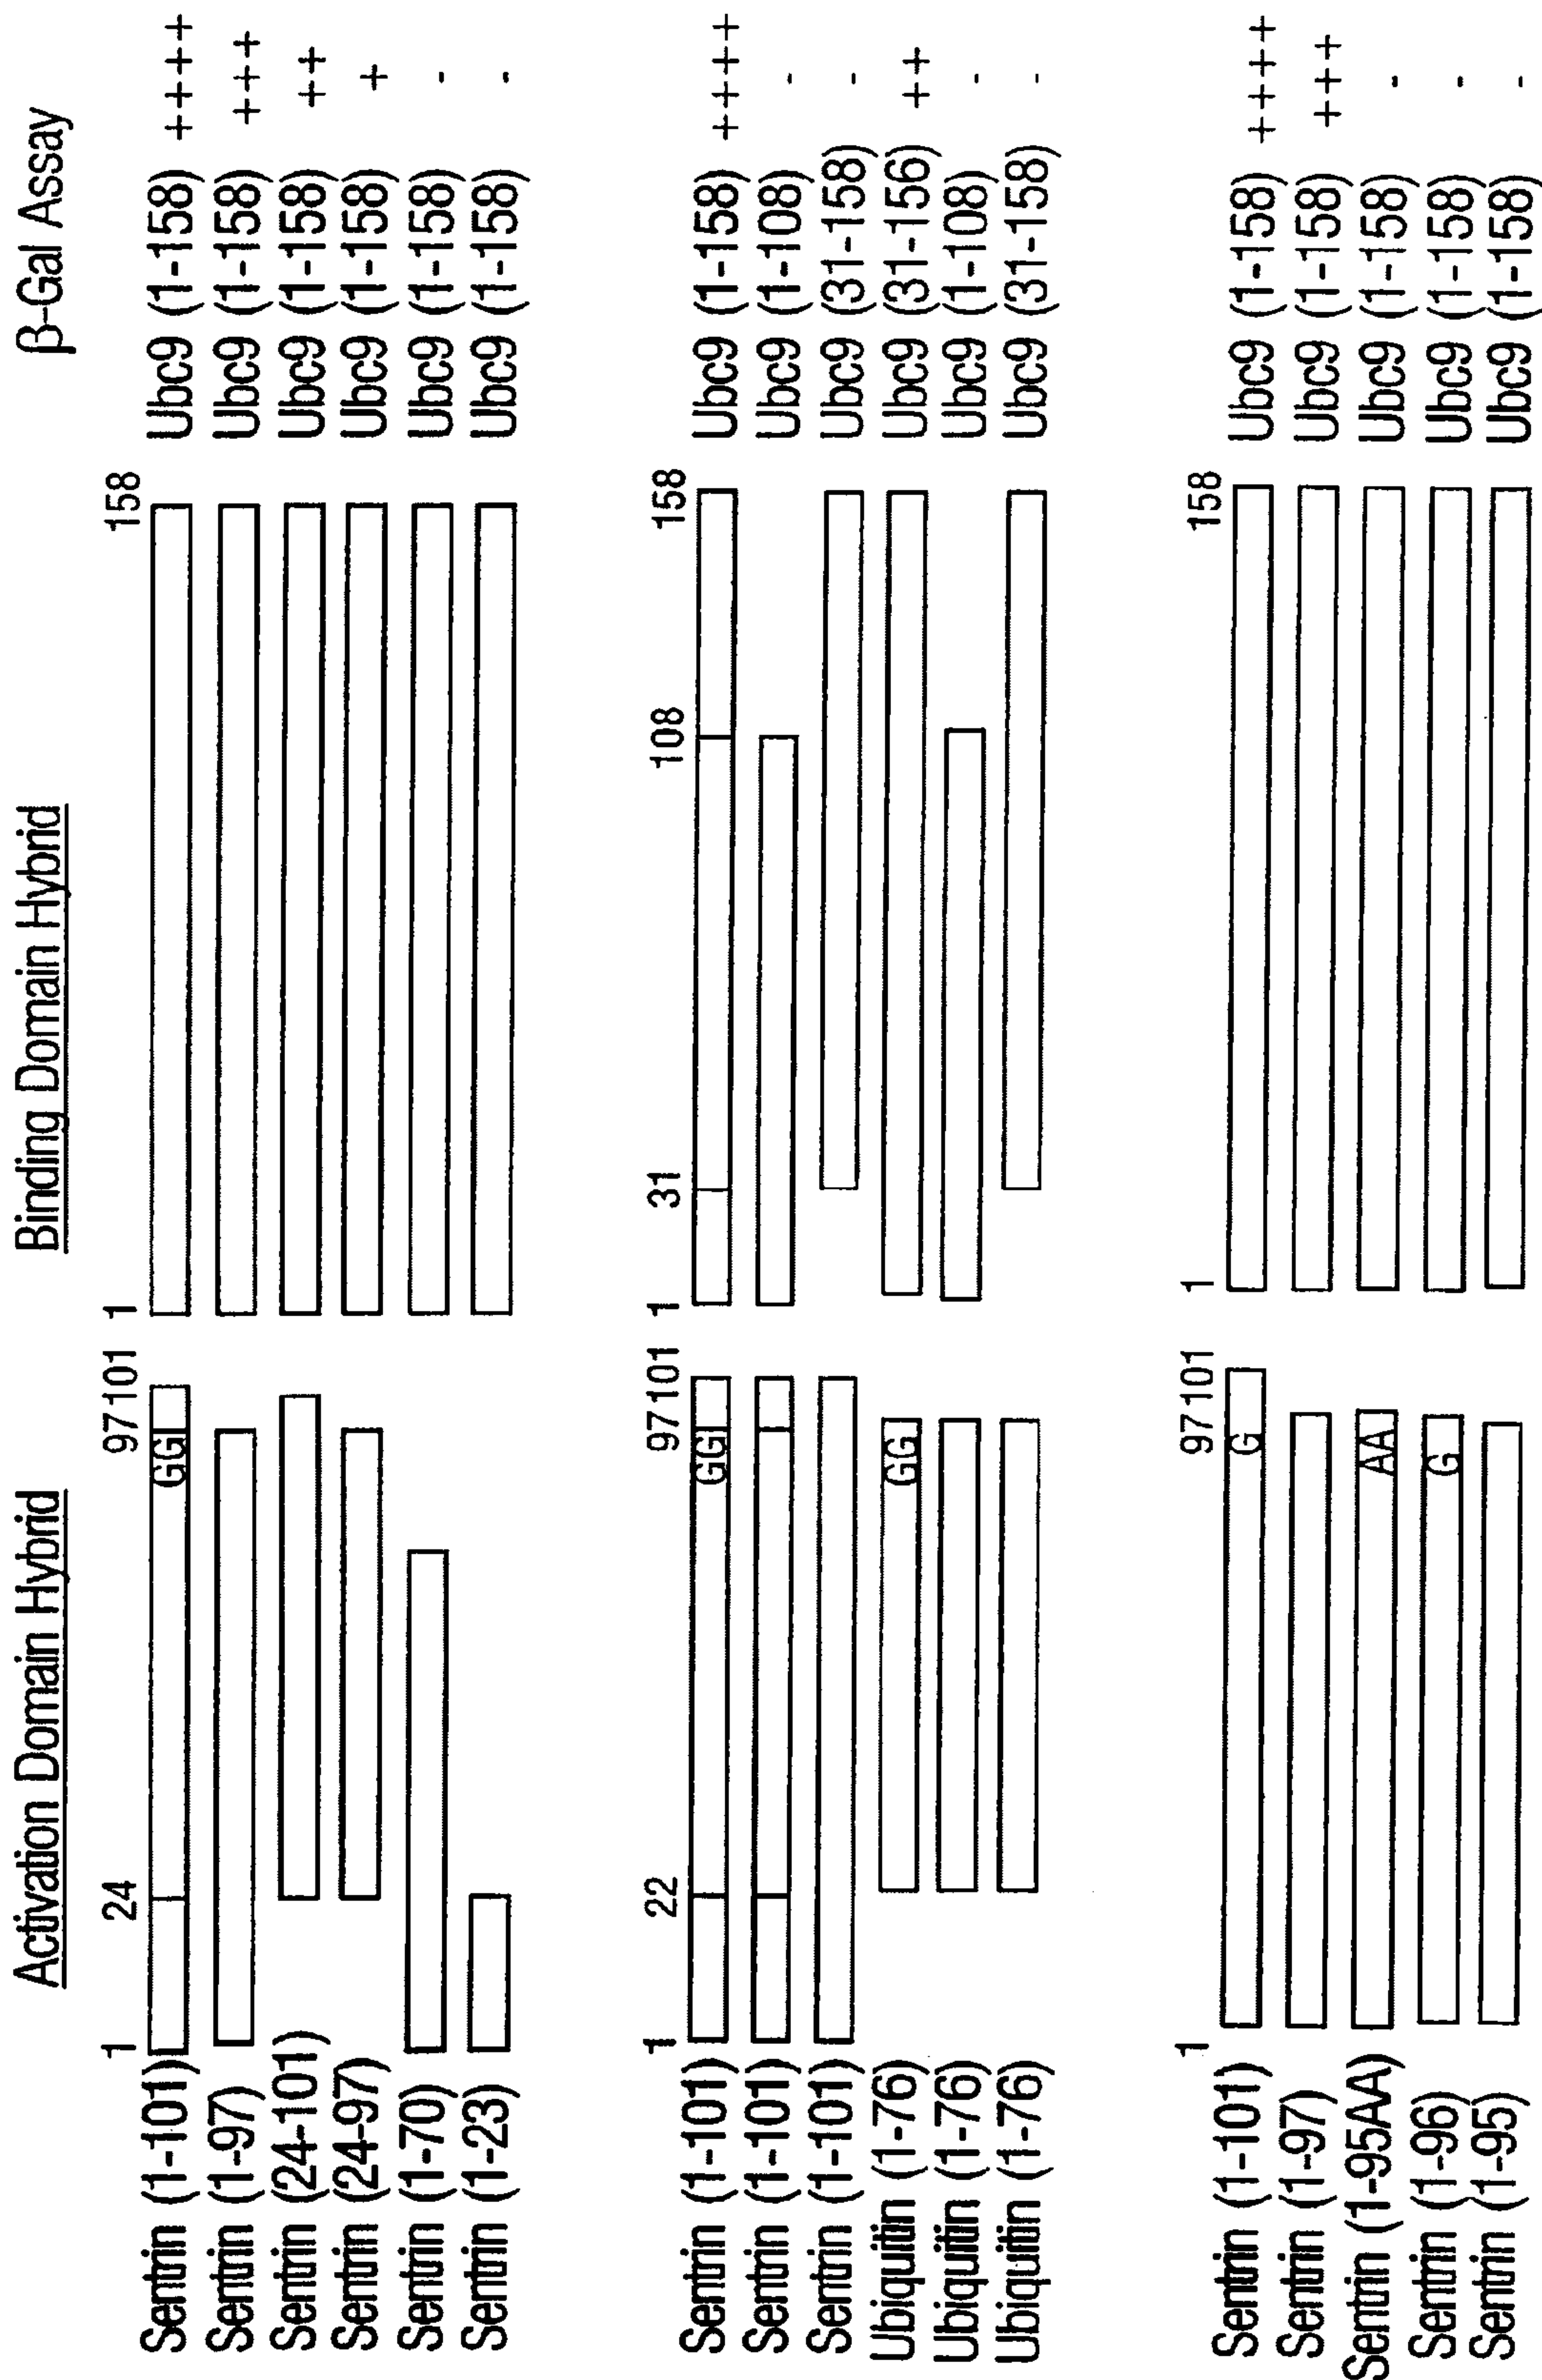 Activation Domain Hybrid Binding Domain Hybrid β-Gal Assay
1 24 97 101 1 158
Sentrin (1-101) GG Ubc9 (1-158) ++++
Sentrin (1-97) Ubc9 (1-158) +++
Sentrin (24-101) Ubc9 (1-158) ++
Sentrin (24-97) Ubc9 (1-158) +
Sentrin (1-70) Ubc9 (1-158) -
Sentrin (1-23) Ubc9 (1-158) -
1 22 97 101 1 31 108 158
Sentrin (1-101) GG Ubc9 (1-158) ++++
Sentrin (1-101) Ubc9 (1-108) -
Sentrin (1-101) Ubc9 (31-158) -
Ubiquitin (1-76) GG Ubc9 (31-156) ++
Ubiquitin (1-76) Ubc9 (1-108) -
Ubiquitin (1-76) Ubc9 (31-158) -
1 97 101 1 158
Sentrin (1-101) G Ubc9 (1-158) ++++
Sentrin (1-97) Ubc9 (1-158) +++
Sentrin (1-95AA) AA Ubc9 (1-158) -
Sentrin (1-96) G Ubc9 (1-158) -
Sentrin (1-95) Ubc9 (1-158) -